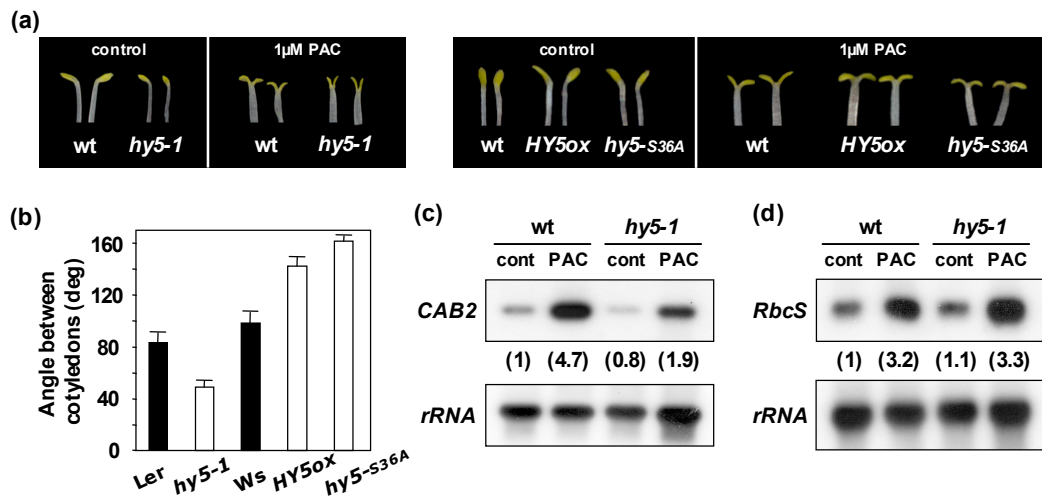 (a)
control 1μM PAC
wt hy5-1 wt hy5-1
control 1μM PAC
wt HY5ox hy5-S36A wt HY5ox hy5-S36A
(b)
Angle between
cotyledons (deg)
160
120
80
40
0
Ler hy5-1 Ws HY5ox hy5-S36A
(c)
wt hy5-1
cont PAC cont PAC
CAB2
(1) (4.7) (0.8) (1.9)
rRNA
(d)
wt hy5-1
cont PAC cont PAC
RbcS
(1) (3.2) (1.1) (3.3)
rRNA